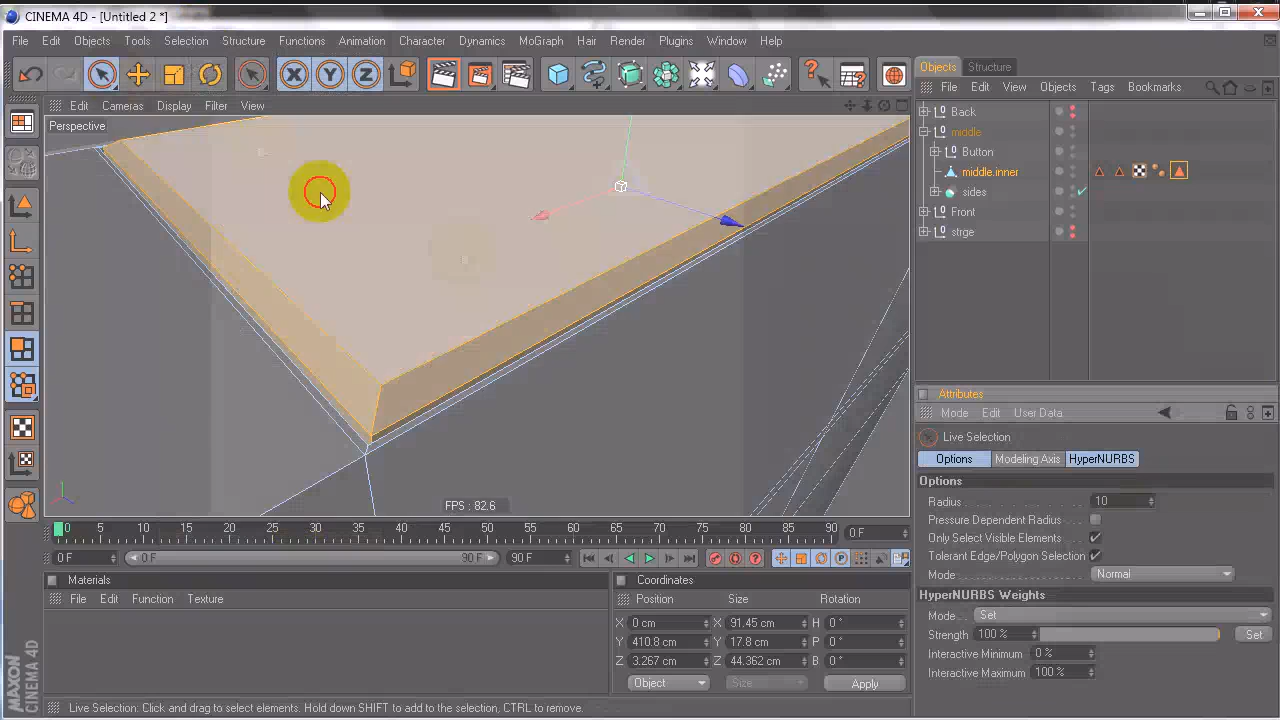 CINEMA 4D - [Untitled 2 *]
File Edit Objects Tools Selection Structure Functions Animation Character Dynamics MoGraph Hair Render Plugins Window Help
X Y Z
Objects Structure
File Edit View Objects Tags Bookmarks
Edit Cameras Display Filter View
Perspective
Back
middle
Button
middle.inner
sides
Front
strge
FPS : 82.6
Attributes
Mode Edit User Data
Live Selection
Options Modeling Axis HyperNURBS
Options
Radius 10
Pressure Dependent Radius
Only Select Visible Elements
Tolerant Edge/Polygon Selection
Mode Normal
HyperNURBS Weights
Mode Set
Strength 100 % Set
Interactive Minimum 0 %
Interactive Maximum 100 %
0 5 10 15 20 25 30 35 40 45 50 55 60 65 70 75 80 85 90 0 F
0 F 0 F 90 F 90 F
Materials
File Edit Function Texture
Coordinates
Position Size Rotation
X 0 cm X 91.45 cm H 0 °
Y 410.8 cm Y 17.8 cm P 0 °
Z 3.267 cm Z 44.362 cm B 0 °
Object Size Apply
MAXON CINEMA 4D
Live Selection: Click and drag to select elements. Hold down SHIFT to add to the selection, CTRL to remove.